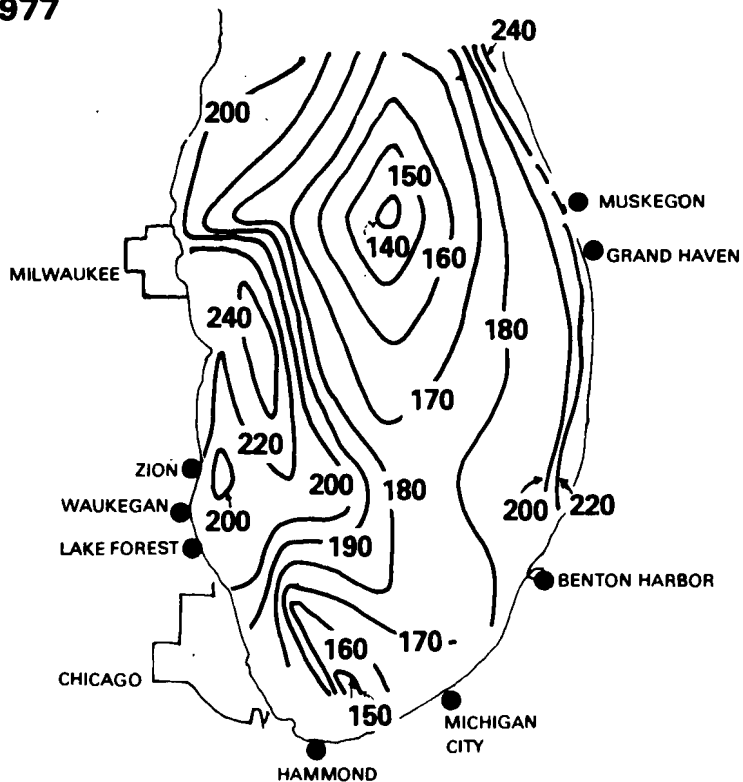 977
240
200
150
MUSKEGON
140
160
GRAND HAVEN
MILWAUKEE
240
180
170
220
ZION
200
180
WAUKEGAN
200
200
220
LAKE FOREST
190
BENTON HARBOR
160
170
CHICAGO
150
MICHIGAN
CITY
HAMMOND